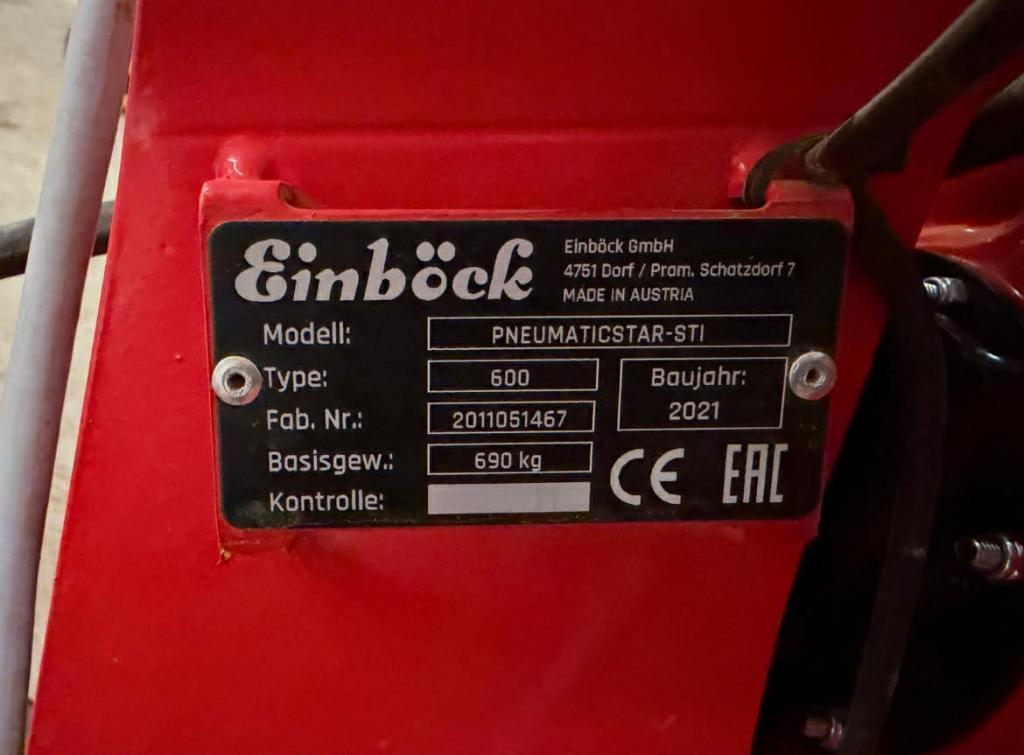 Einböck
Einböck GmbH
4751 Dorf / Pram, Schatzdorf 7
MADE IN AUSTRIA
Modell: PNEUMATICSTAR-STI
Type: 600
Baujahr:
2021
Fab. Nr.: 2011051467
Basisgew.: 690 kg
Kontrolle:
CE EAC